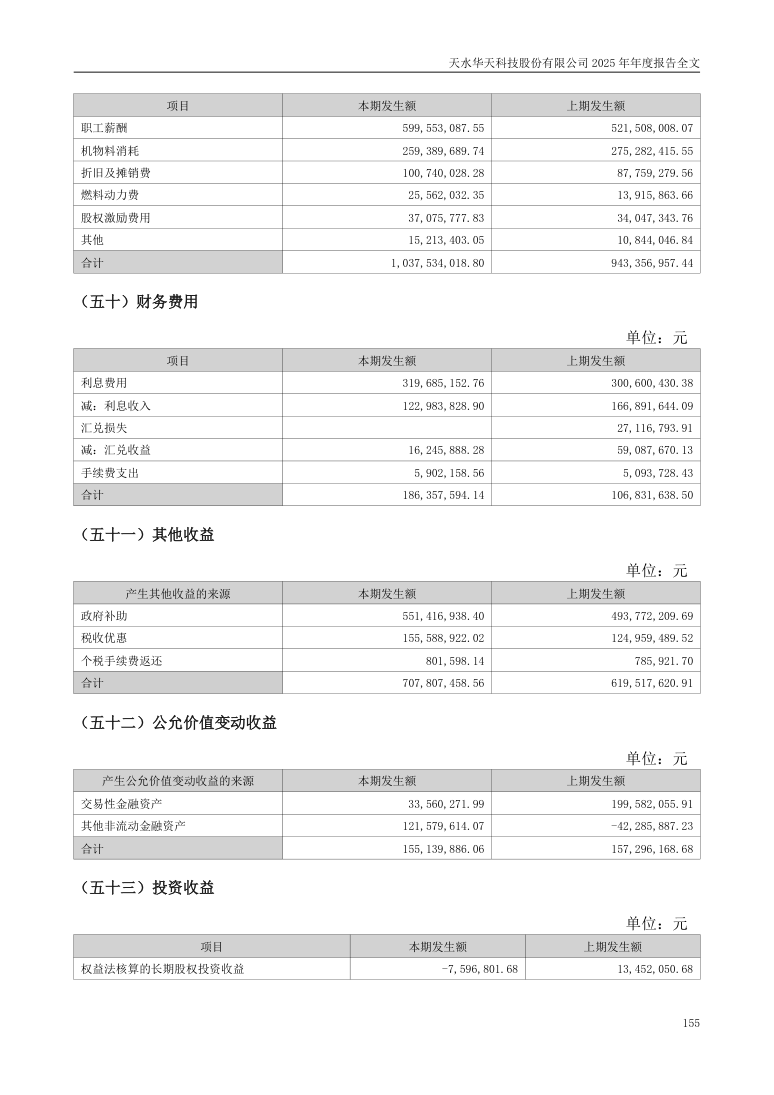 天水华天科技股份有限公司 2025 年年度报告全文
项目 本期发生额 上期发生额
职工薪酬 599,553,087.55 521,508,008.07
机物料消耗 259,389,689.74 275,282,415.55
折旧及摊销费 100,740,028.28 87,759,279.56
燃料动力费 25,562,032.35 13,915,863.66
股权激励费用 37,075,777.83 34,047,343.76
其他 15,213,403.05 10,844,046.84
合计 1,037,534,018.80 943,356,957.44
（五十）财务费用
单位：元
项目 本期发生额 上期发生额
利息费用 319,685,152.76 300,600,430.38
减：利息收入 122,983,828.90 166,891,644.09
汇兑损失 27,116,793.91
减：汇兑收益 16,245,888.28 59,087,670.13
手续费支出 5,902,158.56 5,093,728.43
合计 186,357,594.14 106,831,638.50
（五十一）其他收益
单位：元
产生其他收益的来源 本期发生额 上期发生额
政府补助 551,416,938.40 493,772,209.69
税收优惠 155,588,922.02 124,959,489.52
个税手续费返还 801,598.14 785,921.70
合计 707,807,458.56 619,517,620.91
（五十二）公允价值变动收益
单位：元
产生公允价值变动收益的来源 本期发生额 上期发生额
交易性金融资产 33,560,271.99 199,582,055.91
其他非流动金融资产 121,579,614.07 -42,285,887.23
合计 155,139,886.06 157,296,168.68
（五十三）投资收益
单位：元
项目 本期发生额 上期发生额
权益法核算的长期股权投资收益 -7,596,801.68 13,452,050.68
155